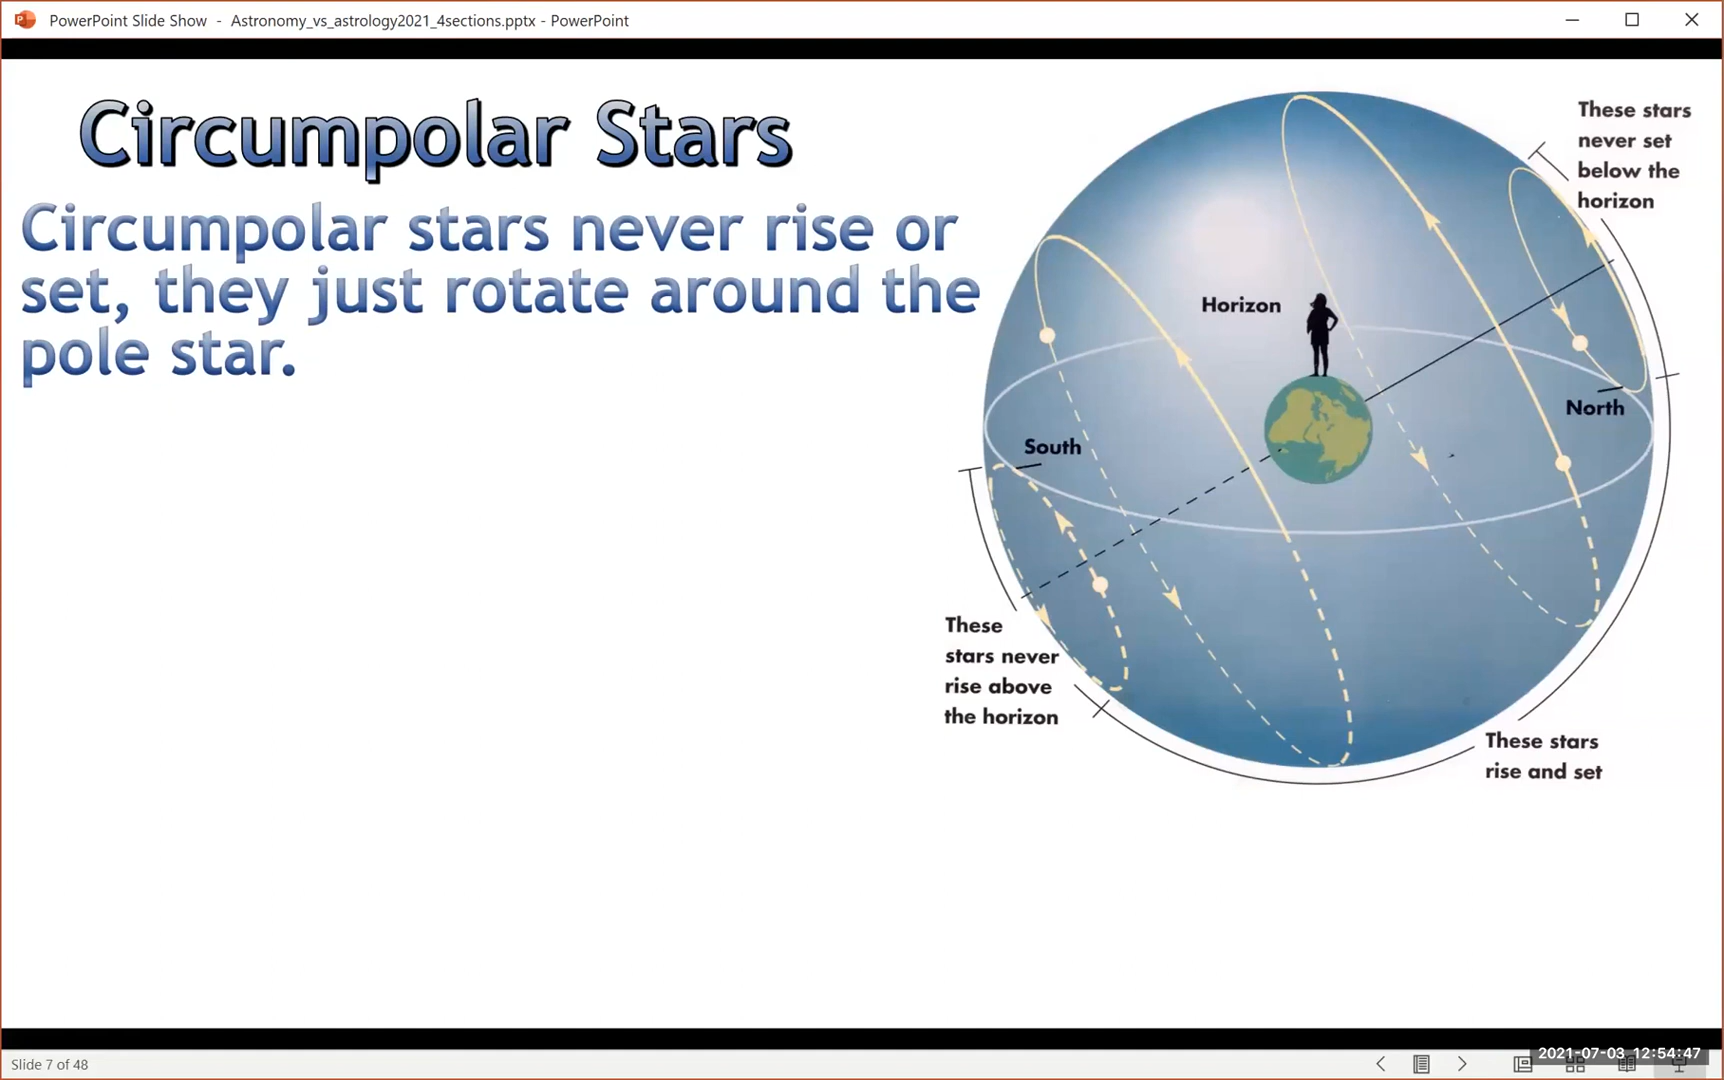 PowerPoint Slide Show - Astronomy_vs_astrology2021_4sections.pptx - PowerPoint
Circumpolar Stars
Circumpolar stars never rise or
set, they just rotate around the
pole star.
These stars
never set
below the
horizon
Horizon
North
South
These
stars never
rise above
the horizon
These stars
rise and set
Slide 7 of 48
2021-07-03 12:54:47